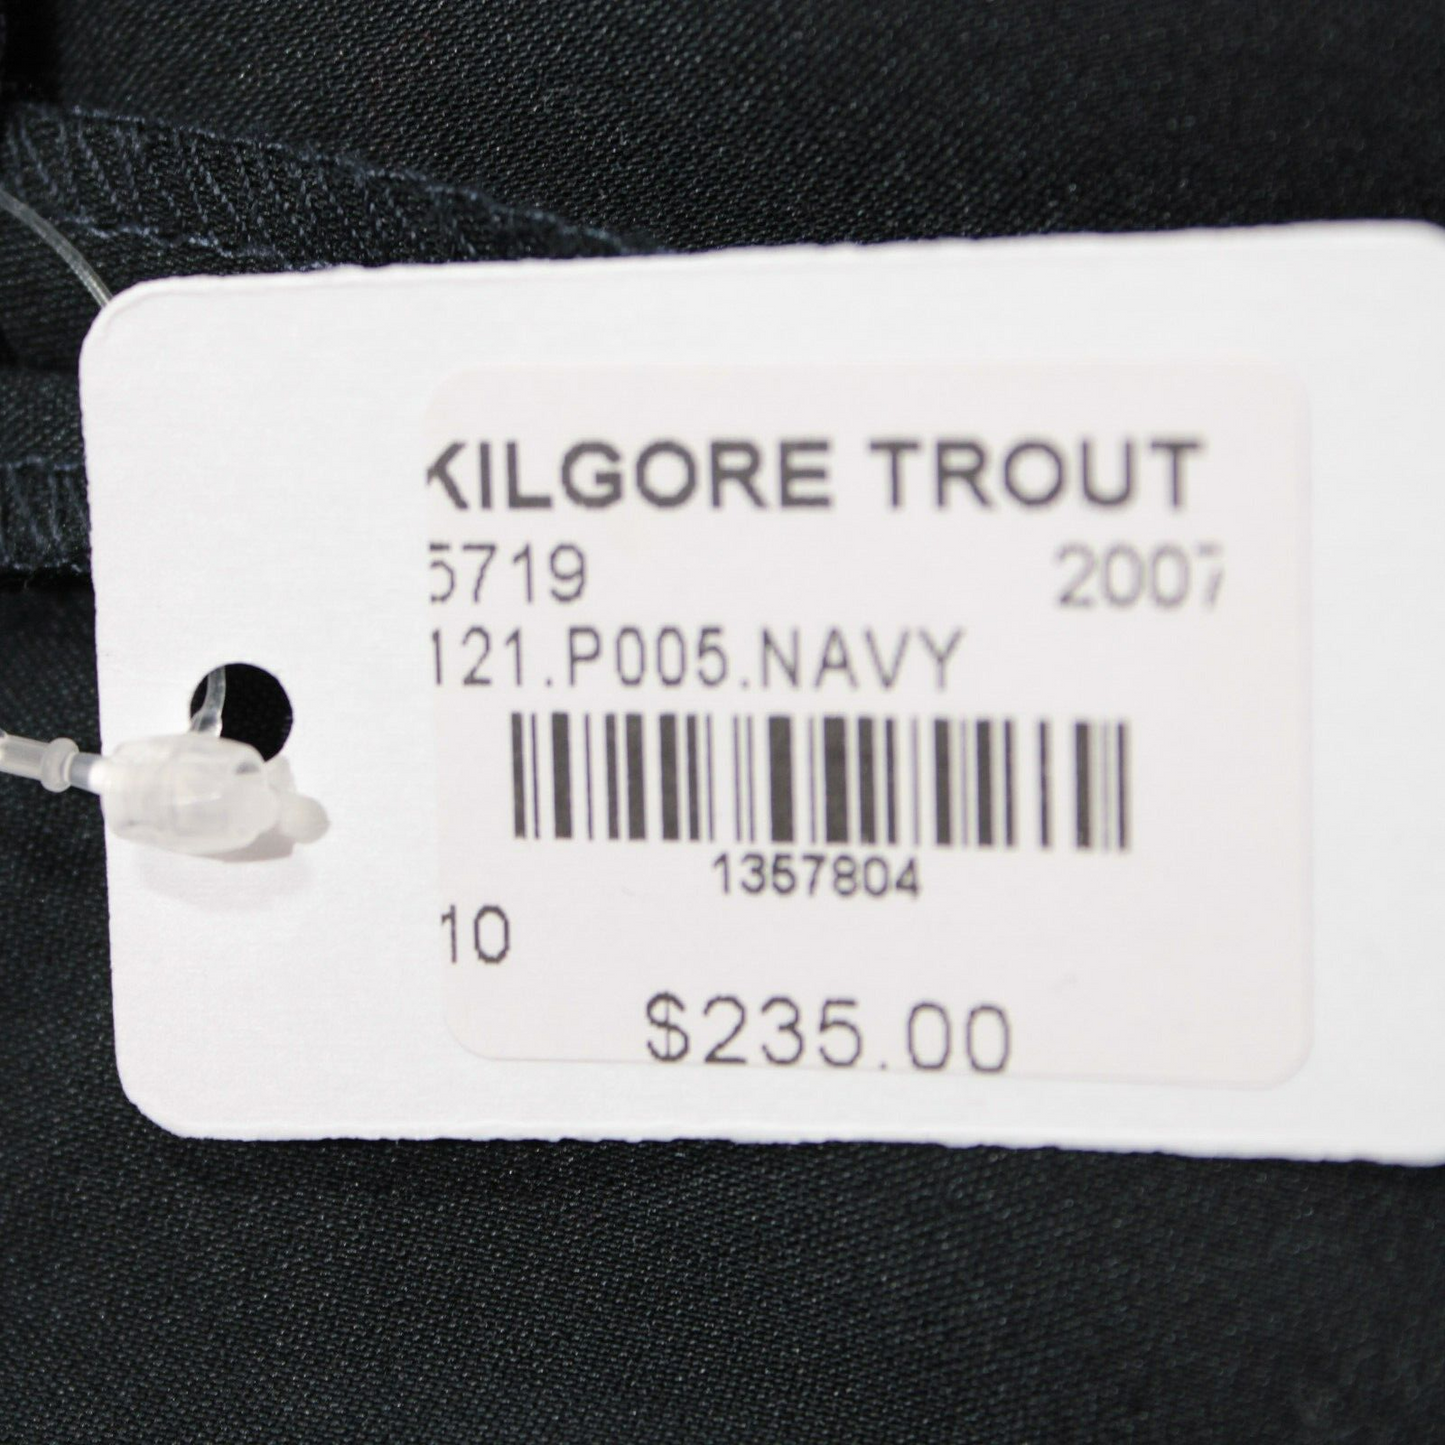 KILGORE TROUT
5719 2007
121.P005.NAVY
1357804
10
$235.00